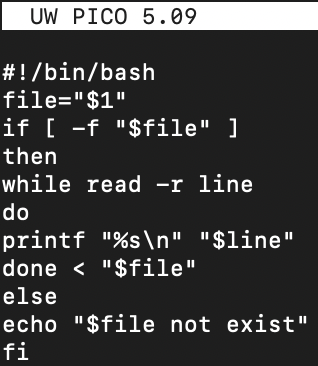 UW PICO 5.09
#!/bin/bash
file="$1"
if [ -f "$file" ]
then
while read -r line
do
printf "%s\n" "$line"
done < "$file"
else
echo "$file not exist"
fi